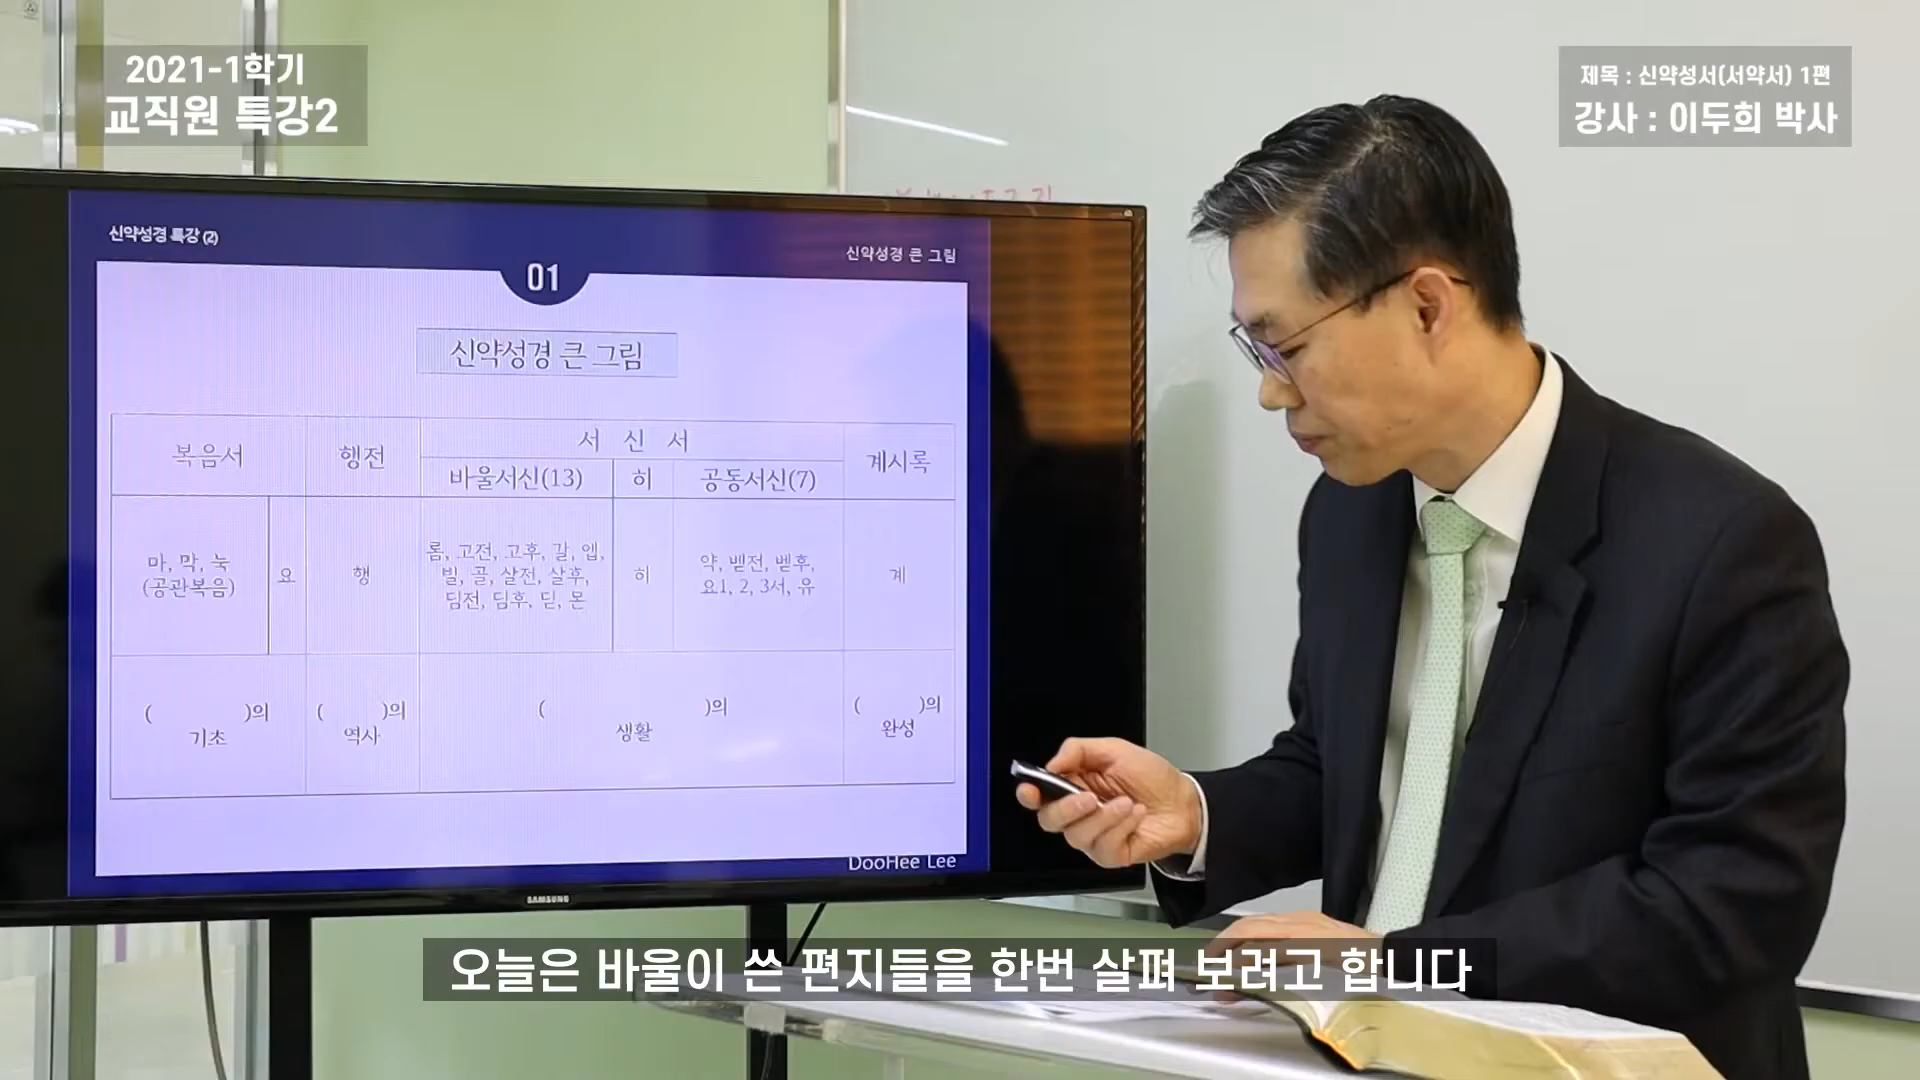 2021-1학기
교직원 특강2
제목 : 신약성서(서약서) 1편
강사 : 이두희 박사
신약성경 특강 (2)
신약성경 큰 그림
01
신약성경 큰 그림
복음서
행전
서 신 서
계시록
바울서신(13)
히
공동서신(7)
마, 막, 눅
(공관복음)
요
행
롬, 고전, 고후, 갈, 엡,
빌, 골, 살전, 살후,
딤전, 딤후, 딛, 몬
히
약, 벧전, 벧후,
요1, 2, 3서, 유
계
( )의
기초
( )의
역사
( )의
생활
( )의
완성
DooHee Lee
SAMSUNG
오늘은 바울이 쓴 편지들을 한번 살펴 보려고 합니다